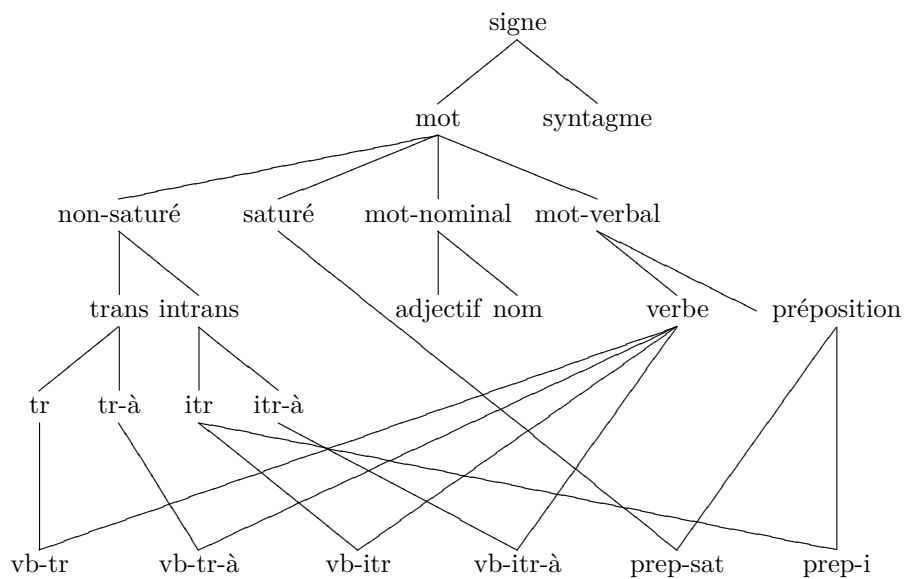 signe
mot syntagme
non-saturé saturé mot-nominal mot-verbal
trans intrans adjectif nom verbe préposition
tr tr-à itr itr-à
vb-tr vb-tr-à vb-itr vb-itr-à prep-sat prep-i